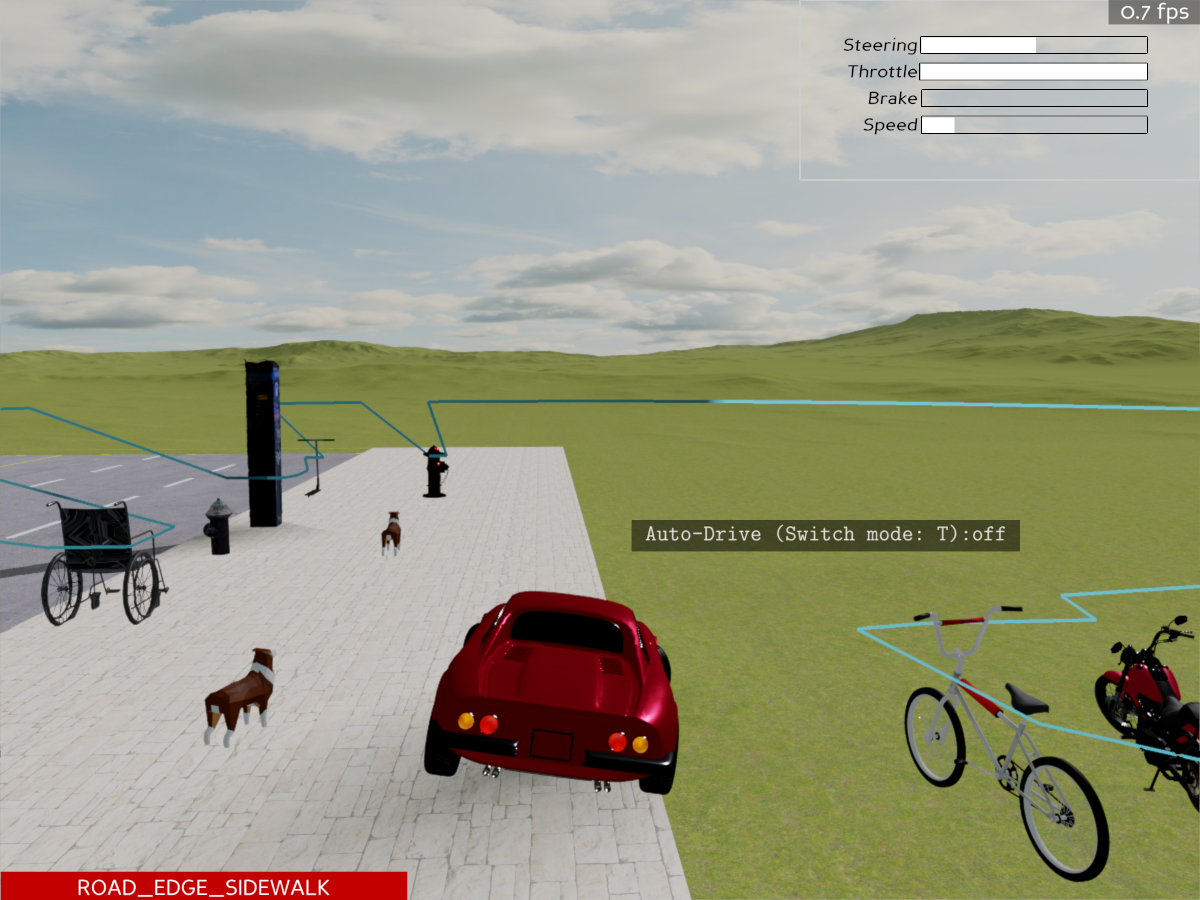 0.7 fps
Steering
Throttle
Brake
Speed
Auto-Drive (Switch mode: T):off
ROAD_EDGE_SIDEWALK